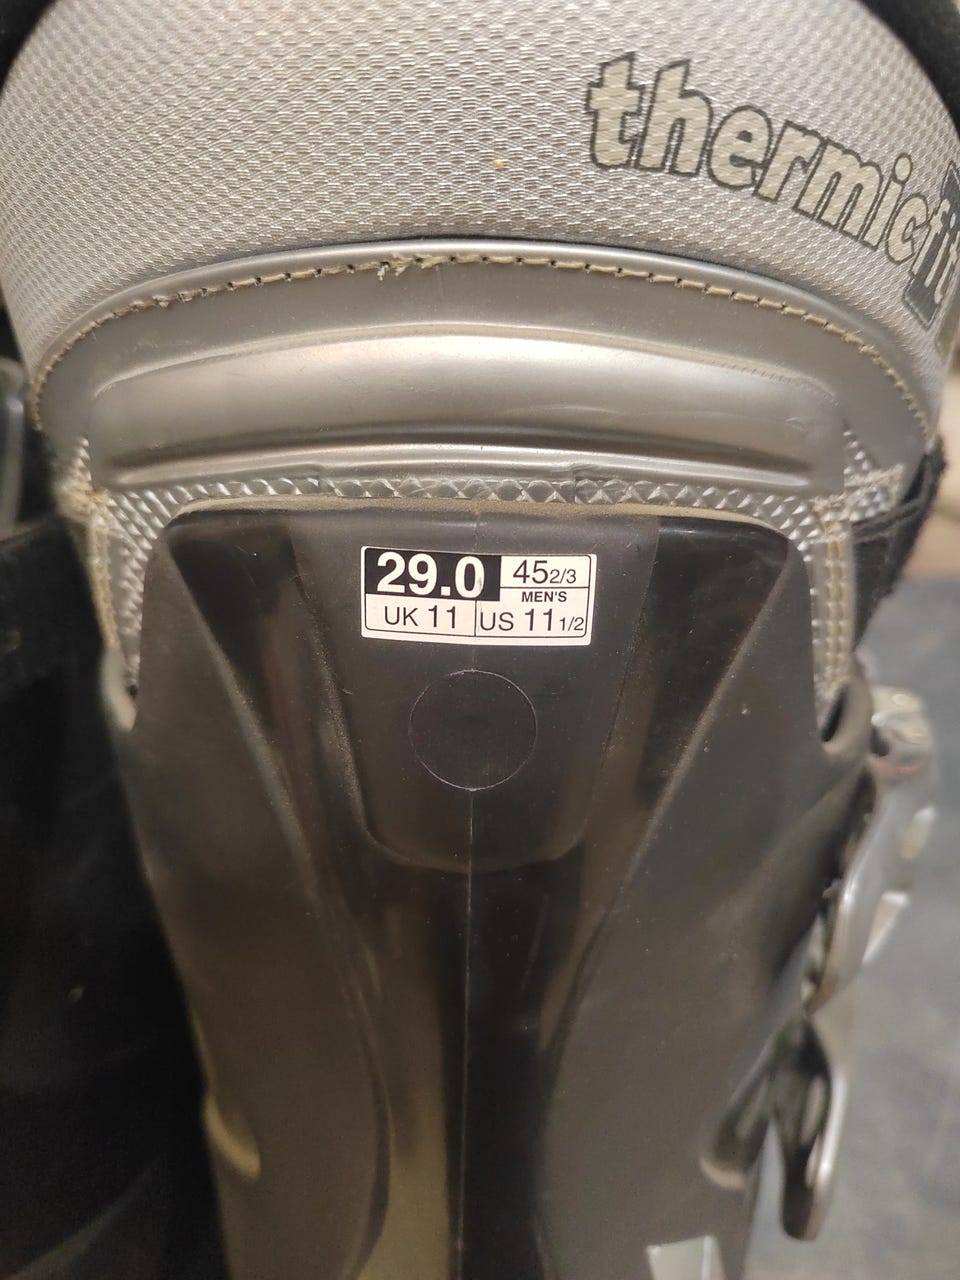 thermicfit
29.0 45 2/3
MEN'S
UK 11 US 11 1/2